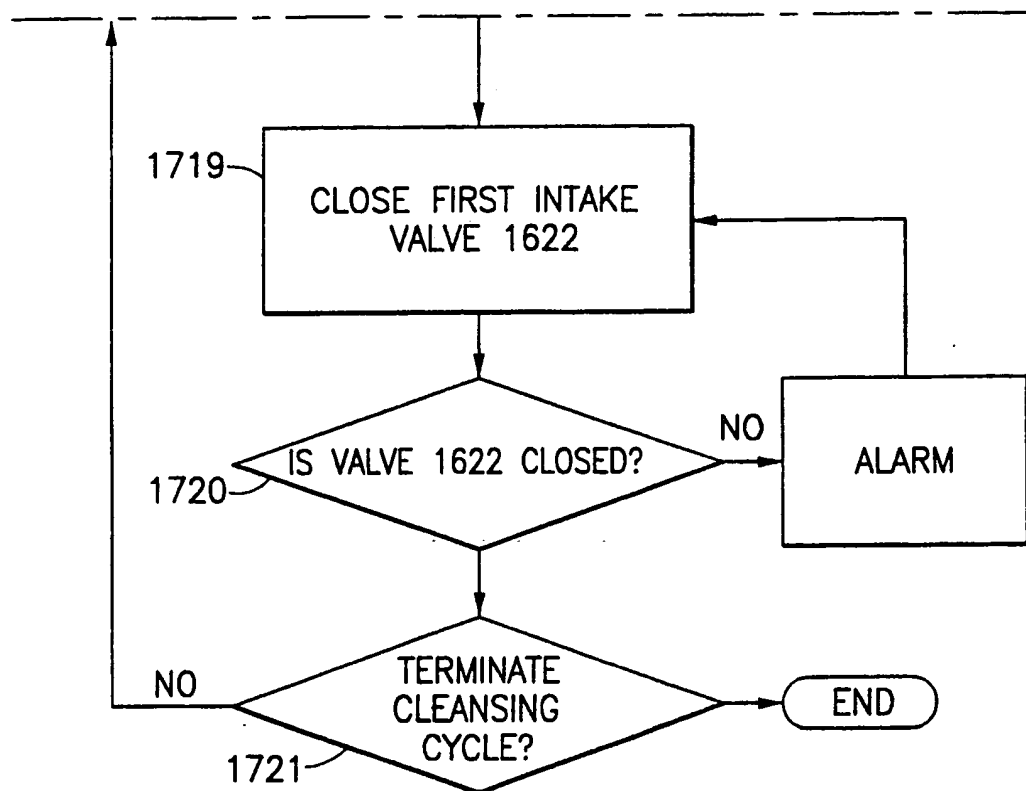 1719
CLOSE FIRST INTAKE
VALVE 1622
IS VALVE 1622 CLOSED?
NO
ALARM
1720
TERMINATE
CLEANSING
CYCLE?
NO
END
1721